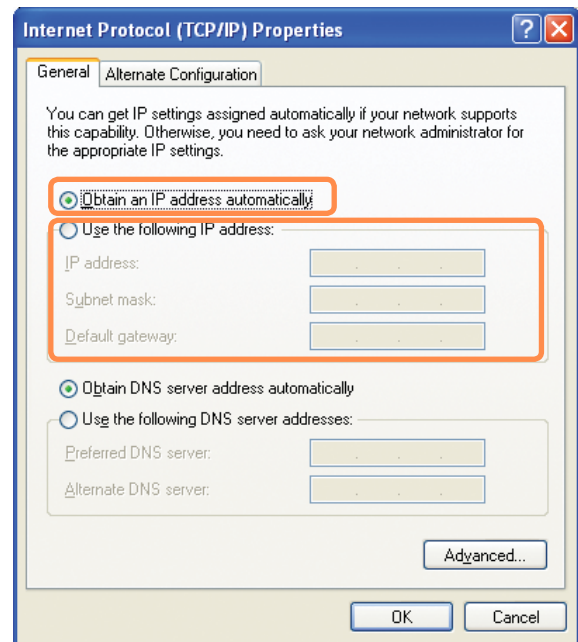 Internet Protocol (TCP/IP) Properties
General
Alternate Configuration
You can get IP settings assigned automatically if your network supports
this capability. Otherwise, you need to ask your network administrator for
the appropriate IP settings.
Obtain an IP address automatically
Use the following IP address:
IP address:
Subnet mask:
Default gateway:
Obtain DNS server address automatically
Use the following DNS server addresses:
Preferred DNS server:
Alternate DNS server:
Advanced...
OK
Cancel